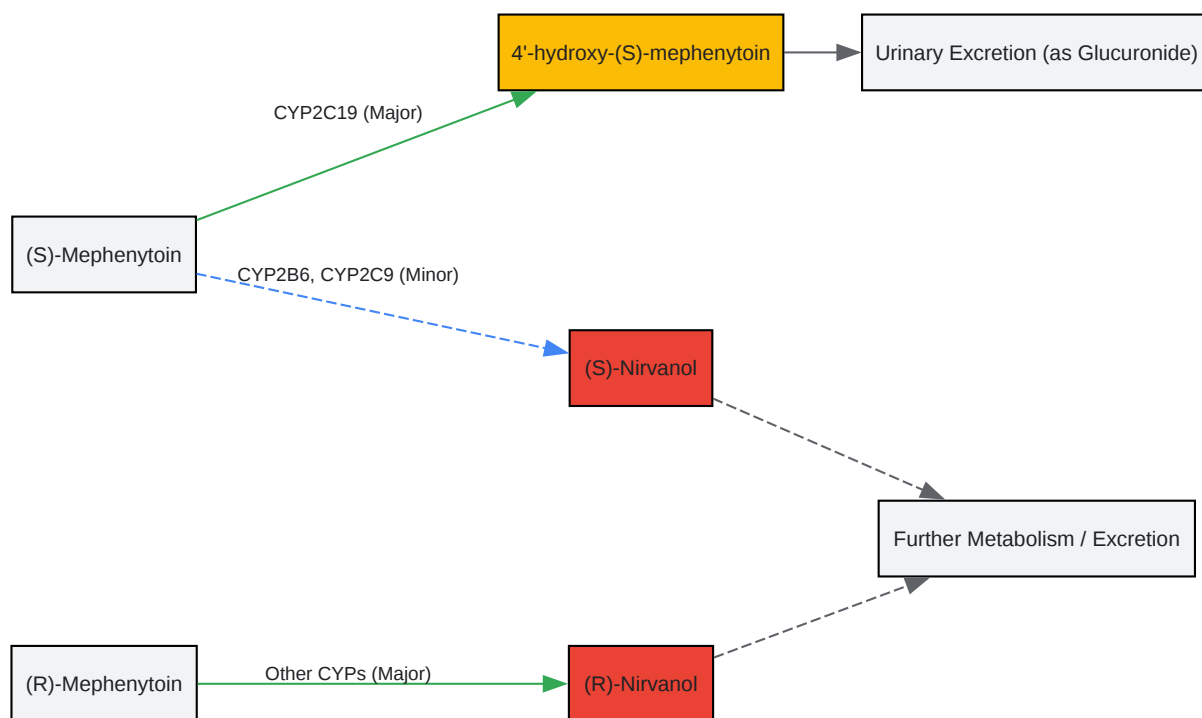 4'-hydroxy-(S)-mephenytoin
Urinary Excretion (as Glucuronide)
CYP2C19 (Major)
(S)-Mephenytoin
CYP2B6, CYP2C9 (Minor)
(S)-Nirvanol
Further Metabolism / Excretion
(R)-Mephenytoin
Other CYPs (Major)
(R)-Nirvanol